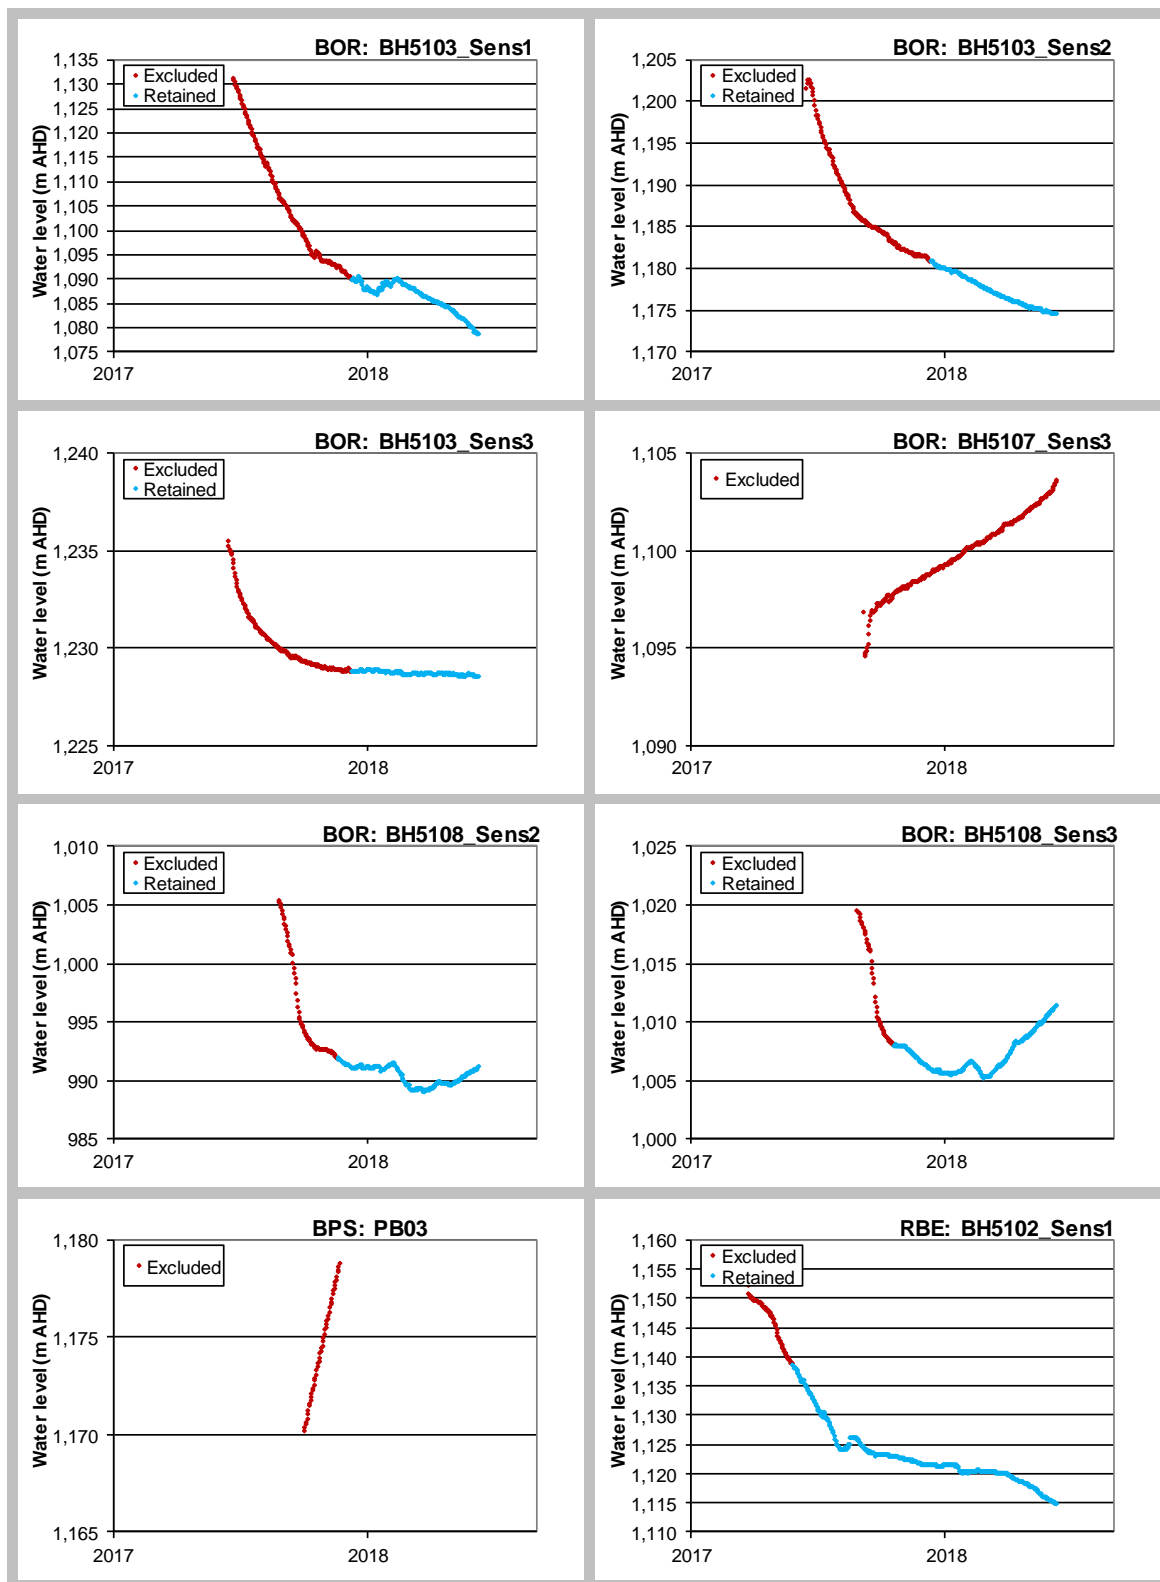 BOR: BH5103_Sens1
Water level (m AHD)
1,135
1,130
1,125
1,120
1,115
1,110
1,105
1,100
1,095
1,090
1,085
1,080
1,075
Excluded
Retained
2017 2018
BOR: BH5103_Sens2
Water level (m AHD)
1,205
1,200
1,195
1,190
1,185
1,180
1,175
1,170
Excluded
Retained
2017 2018
BOR: BH5103_Sens3
Water level (m AHD)
1,240
1,235
1,230
1,225
Excluded
Retained
2017 2018
BOR: BH5107_Sens3
Water level (m AHD)
1,105
1,100
1,095
1,090
Excluded
2017 2018
BOR: BH5108_Sens2
Water level (m AHD)
1,010
1,005
1,000
995
990
985
Excluded
Retained
2017 2018
BOR: BH5108_Sens3
Water level (m AHD)
1,025
1,020
1,015
1,010
1,005
1,000
Excluded
Retained
2017 2018
BPS: PB03
Water level (m AHD)
1,180
1,175
1,170
1,165
Excluded
2017 2018
RBE: BH5102_Sens1
Water level (m AHD)
1,160
1,155
1,150
1,145
1,140
1,135
1,130
1,125
1,120
1,115
1,110
Excluded
Retained
2017 2018